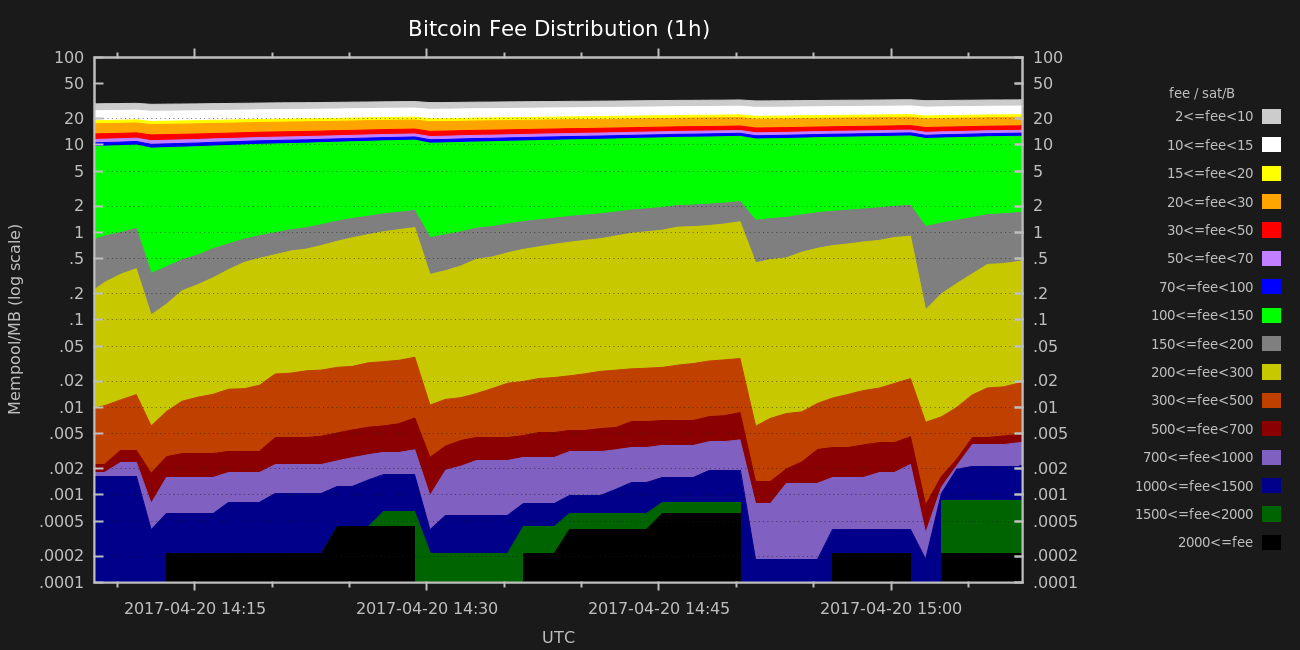 Bitcoin Fee Distribution (1h)
Mempool/MB (log scale)
100
50
20
10
5
2
1
.5
.2
.1
.05
.02
.01
.005
.002
.001
.0005
.0002
.0001
100
50
20
10
5
2
1
.5
.2
.1
.05
.02
.01
.005
.002
.001
.0005
.0002
.0001
2017-04-20 14:15
2017-04-20 14:30
2017-04-20 14:45
2017-04-20 15:00
UTC
fee / sat/B
2<=fee<10
10<=fee<15
15<=fee<20
20<=fee<30
30<=fee<50
50<=fee<70
70<=fee<100
100<=fee<150
150<=fee<200
200<=fee<300
300<=fee<500
500<=fee<700
700<=fee<1000
1000<=fee<1500
1500<=fee<2000
2000<=fee